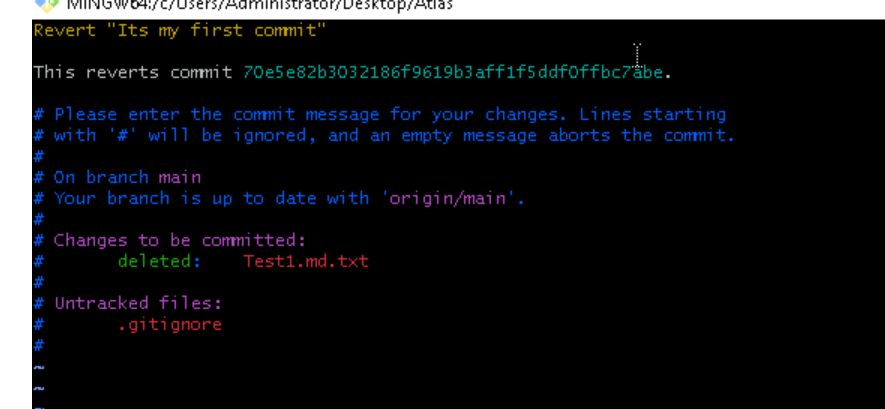 MINGW64:/c/Users/Administrator/Desktop/Atlas
Revert "Its my first commit"
This reverts commit 70e5e82b3032186f9619b3aff1f5ddf0ffbc7abe.
# Please enter the commit message for your changes. Lines starting
# with '#' will be ignored, and an empty message aborts the commit.
#
# On branch main
# Your branch is up to date with 'origin/main'.
#
# Changes to be committed:
#       deleted:    Test1.md.txt
#
# Untracked files:
#       .gitignore
#
~
~
~